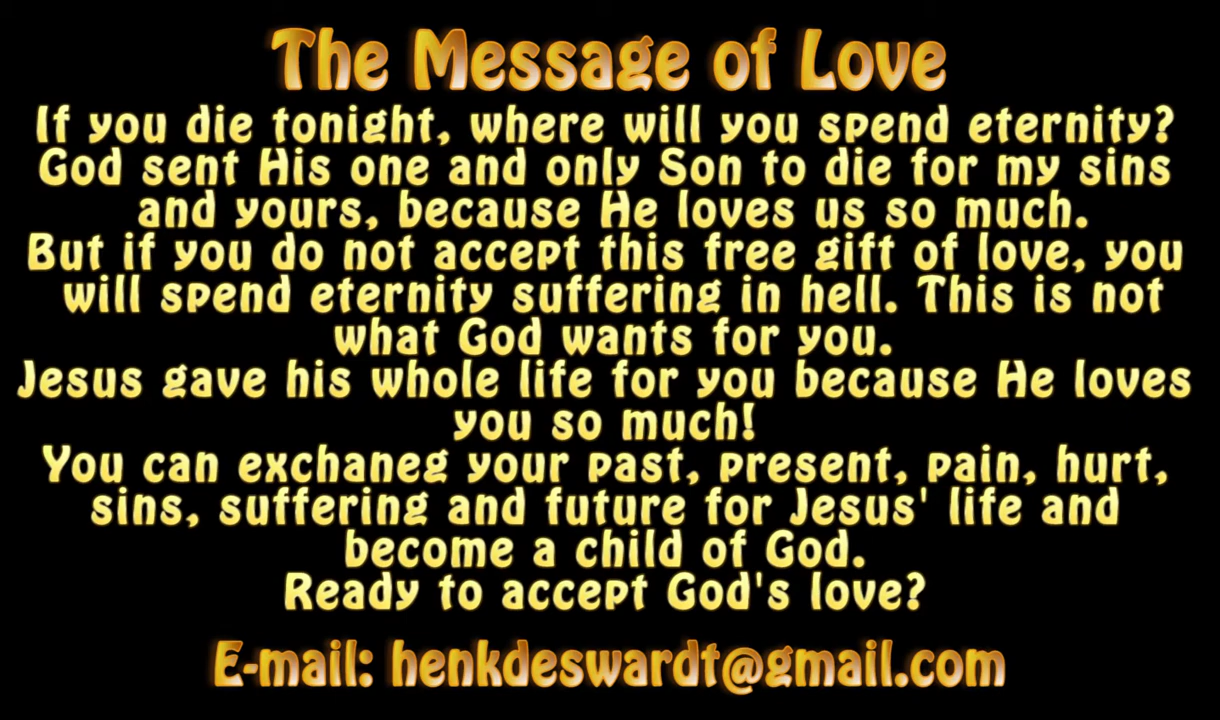 The Message of Love
If you die tonight, where will you spend eternity?
God sent His one and only Son to die for my sins
and yours, because He loves us so much.
But if you do not accept this free gift of love, you
will spend eternity suffering in hell. This is not
what God wants for you.
Jesus gave his whole life for you because He loves
you so much!
You can exchaneg your past, present, pain, hurt,
sins, suffering and future for Jesus' life and
become a child of God.
Ready to accept God's love?
E-mail: henkdeswardt@gmail.com